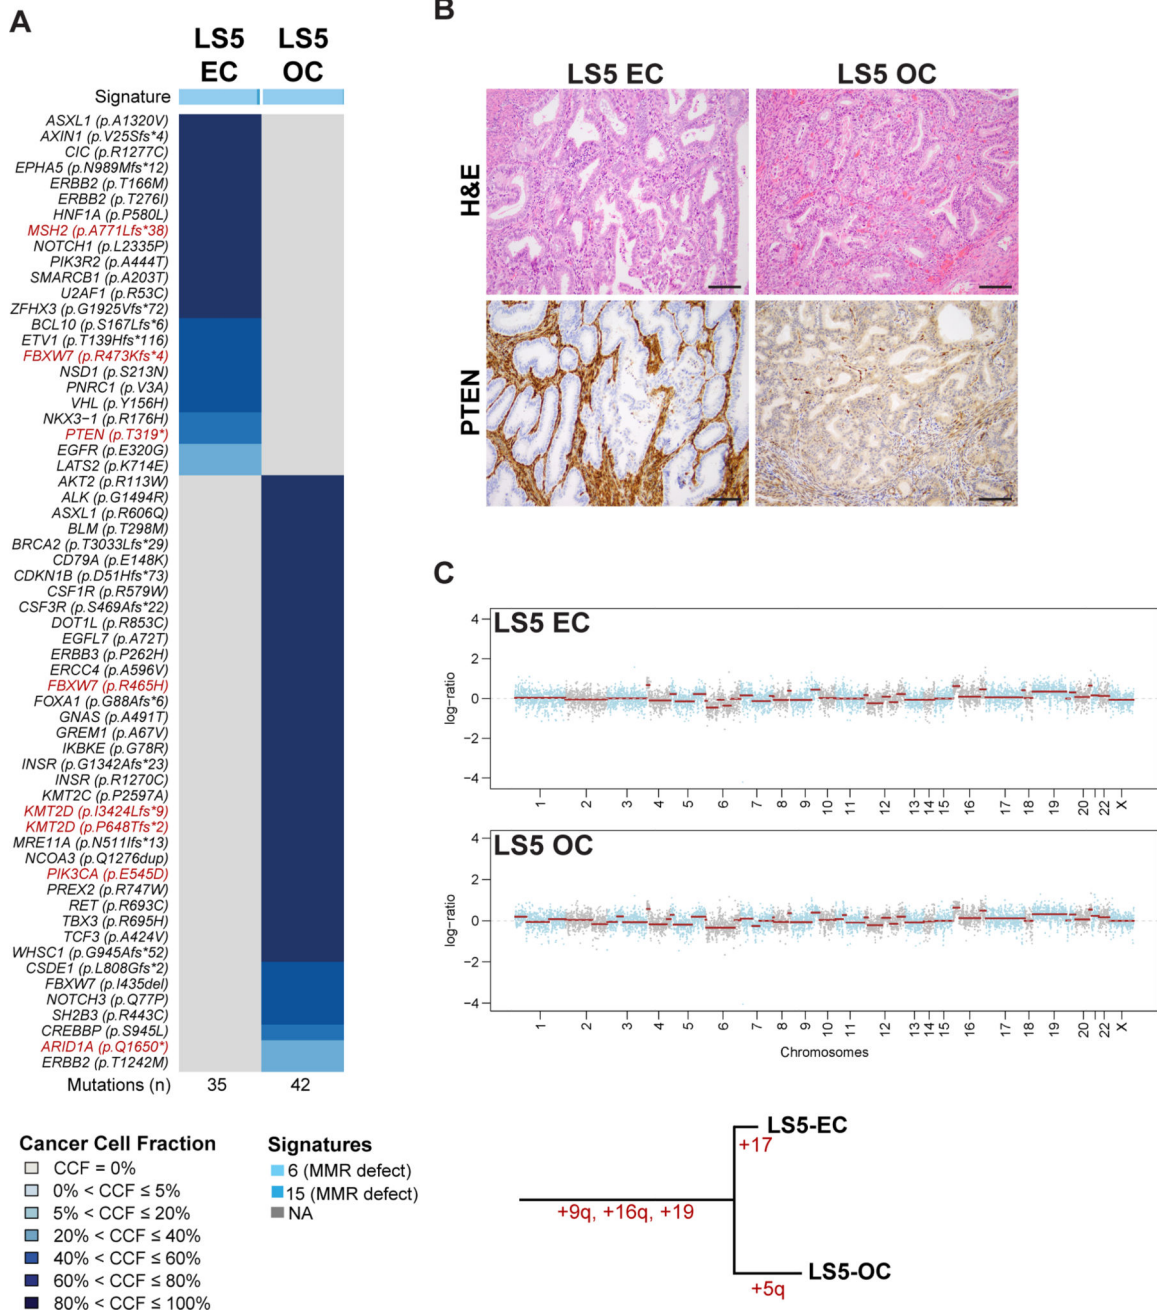 A
LS5 EC
LS5 OC
Signature
ASXL1 (p.A1320V)
AXIN1 (p.V25Sfs*4)
CIC (p.R1277C)
EPHA5 (p.N989Mfs*12)
ERBB2 (p.T166M)
ERBB2 (p.T276I)
HNF1A (p.P580L)
MSH2 (p.A771Lfs*38)
NOTCH1 (p.L2335P)
PIK3R2 (p.A444T)
SMARCB1 (p.A203T)
U2AF1 (p.R53C)
ZFHX3 (p.G1925Vfs*72)
BCL10 (p.S167Lfs*6)
ETV1 (p.T139Hfs*116)
FBXW7 (p.R473Kfs*4)
NSD1 (p.S213N)
PNRC1 (p.V3A)
VHL (p.Y156H)
NKX3−1 (p.R176H)
PTEN (p.T319*)
EGFR (p.E320G)
LATS2 (p.K714E)
AKT2 (p.R113W)
ALK (p.G1494R)
ASXL1 (p.R606Q)
BLM (p.T298M)
BRCA2 (p.T3033Lfs*29)
CD79A (p.E148K)
CDKN1B (p.D51Hfs*73)
CSF1R (p.R579W)
CSF3R (p.S469Afs*22)
DOT1L (p.R853C)
EGFL7 (p.A72T)
ERBB3 (p.P262H)
ERCC4 (p.A596V)
FBXW7 (p.R465H)
FOXA1 (p.G88Afs*6)
GNAS (p.A491T)
GREM1 (p.A67V)
IKBKE (p.G78R)
INSR (p.G1342Afs*23)
INSR (p.R1270C)
KMT2C (p.P2597A)
KMT2D (p.I3424Lfs*9)
KMT2D (p.P648Tfs*2)
MRE11A (p.N511Ifs*13)
NCOA3 (p.Q1276dup)
PIK3CA (p.E545D)
PREX2 (p.R747W)
RET (p.R693C)
TBX3 (p.R695H)
TCF3 (p.A424V)
WHSC1 (p.G945Afs*52)
CSDE1 (p.L808Gfs*2)
FBXW7 (p.I435del)
NOTCH3 (p.Q77P)
SH2B3 (p.R443C)
CREBBP (p.S945L)
ARID1A (p.Q1650*)
ERBB2 (p.T1242M)
Mutations (n) 35 42
Cancer Cell Fraction
CCF = 0%
0% < CCF ≤ 5%
5% < CCF ≤ 20%
20% < CCF ≤ 40%
40% < CCF ≤ 60%
60% < CCF ≤ 80%
80% < CCF ≤ 100%
Signatures
6 (MMR defect)
15 (MMR defect)
NA
B
LS5 EC LS5 OC
H&E
PTEN
C
LS5 EC
log−ratio
4
2
0
−2
−4
1 2 3 4 5 6 7 8 9 10 11 12 13 14 15 16 17 18 19 20 22 X
LS5 OC
log−ratio
4
2
0
−2
−4
1 2 3 4 5 6 7 8 9 10 11 12 13 14 15 16 17 18 19 20 22 X
Chromosomes
LS5-EC
+17
+9q, +16q, +19
LS5-OC
+5q